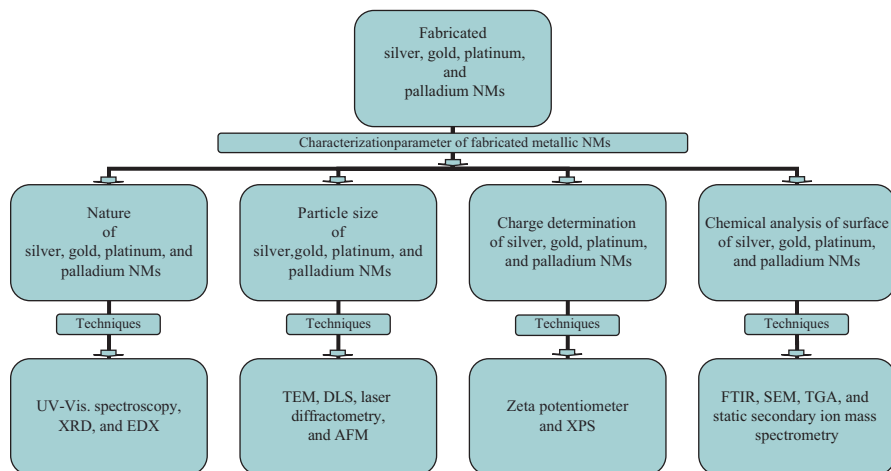 Fabricated
silver, gold, platinum,
and
palladium NMs
Characterizationparameter of fabricated metallic NMs
Nature
of
silver, gold, platinum, and
palladium NMs
Particle size
of
silver,gold, platinum, and
palladium NMs
Charge determination
of silver, gold, platinum,
and palladium NMs
Chemical analysis of surface
of silver, gold, platinum,
and palladium NMs
Techniques
Techniques
Techniques
Techniques
UV-Vis. spectroscopy,
XRD, and EDX
TEM, DLS, laser
diffractometry,
and AFM
Zeta potentiometer
and XPS
FTIR, SEM, TGA, and
static secondary ion mass
spectrometry